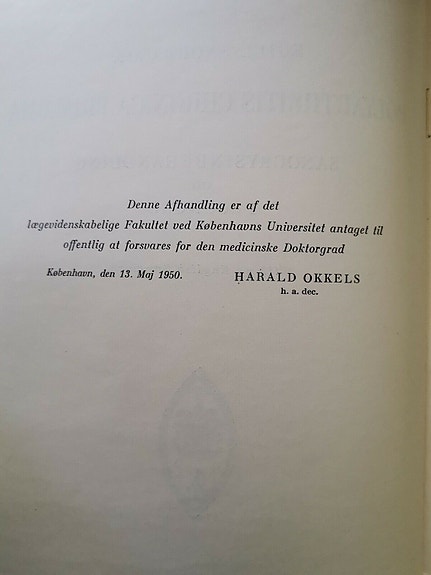 Denne Afhandling er af det
lægevidenskabelige Fakultet ved Københavns Universitet antaget til
offentlig at forsvares for den medicinske Doktorgrad
København, den 13. Maj 1950. HARALD OKKELS
h. a. dec.